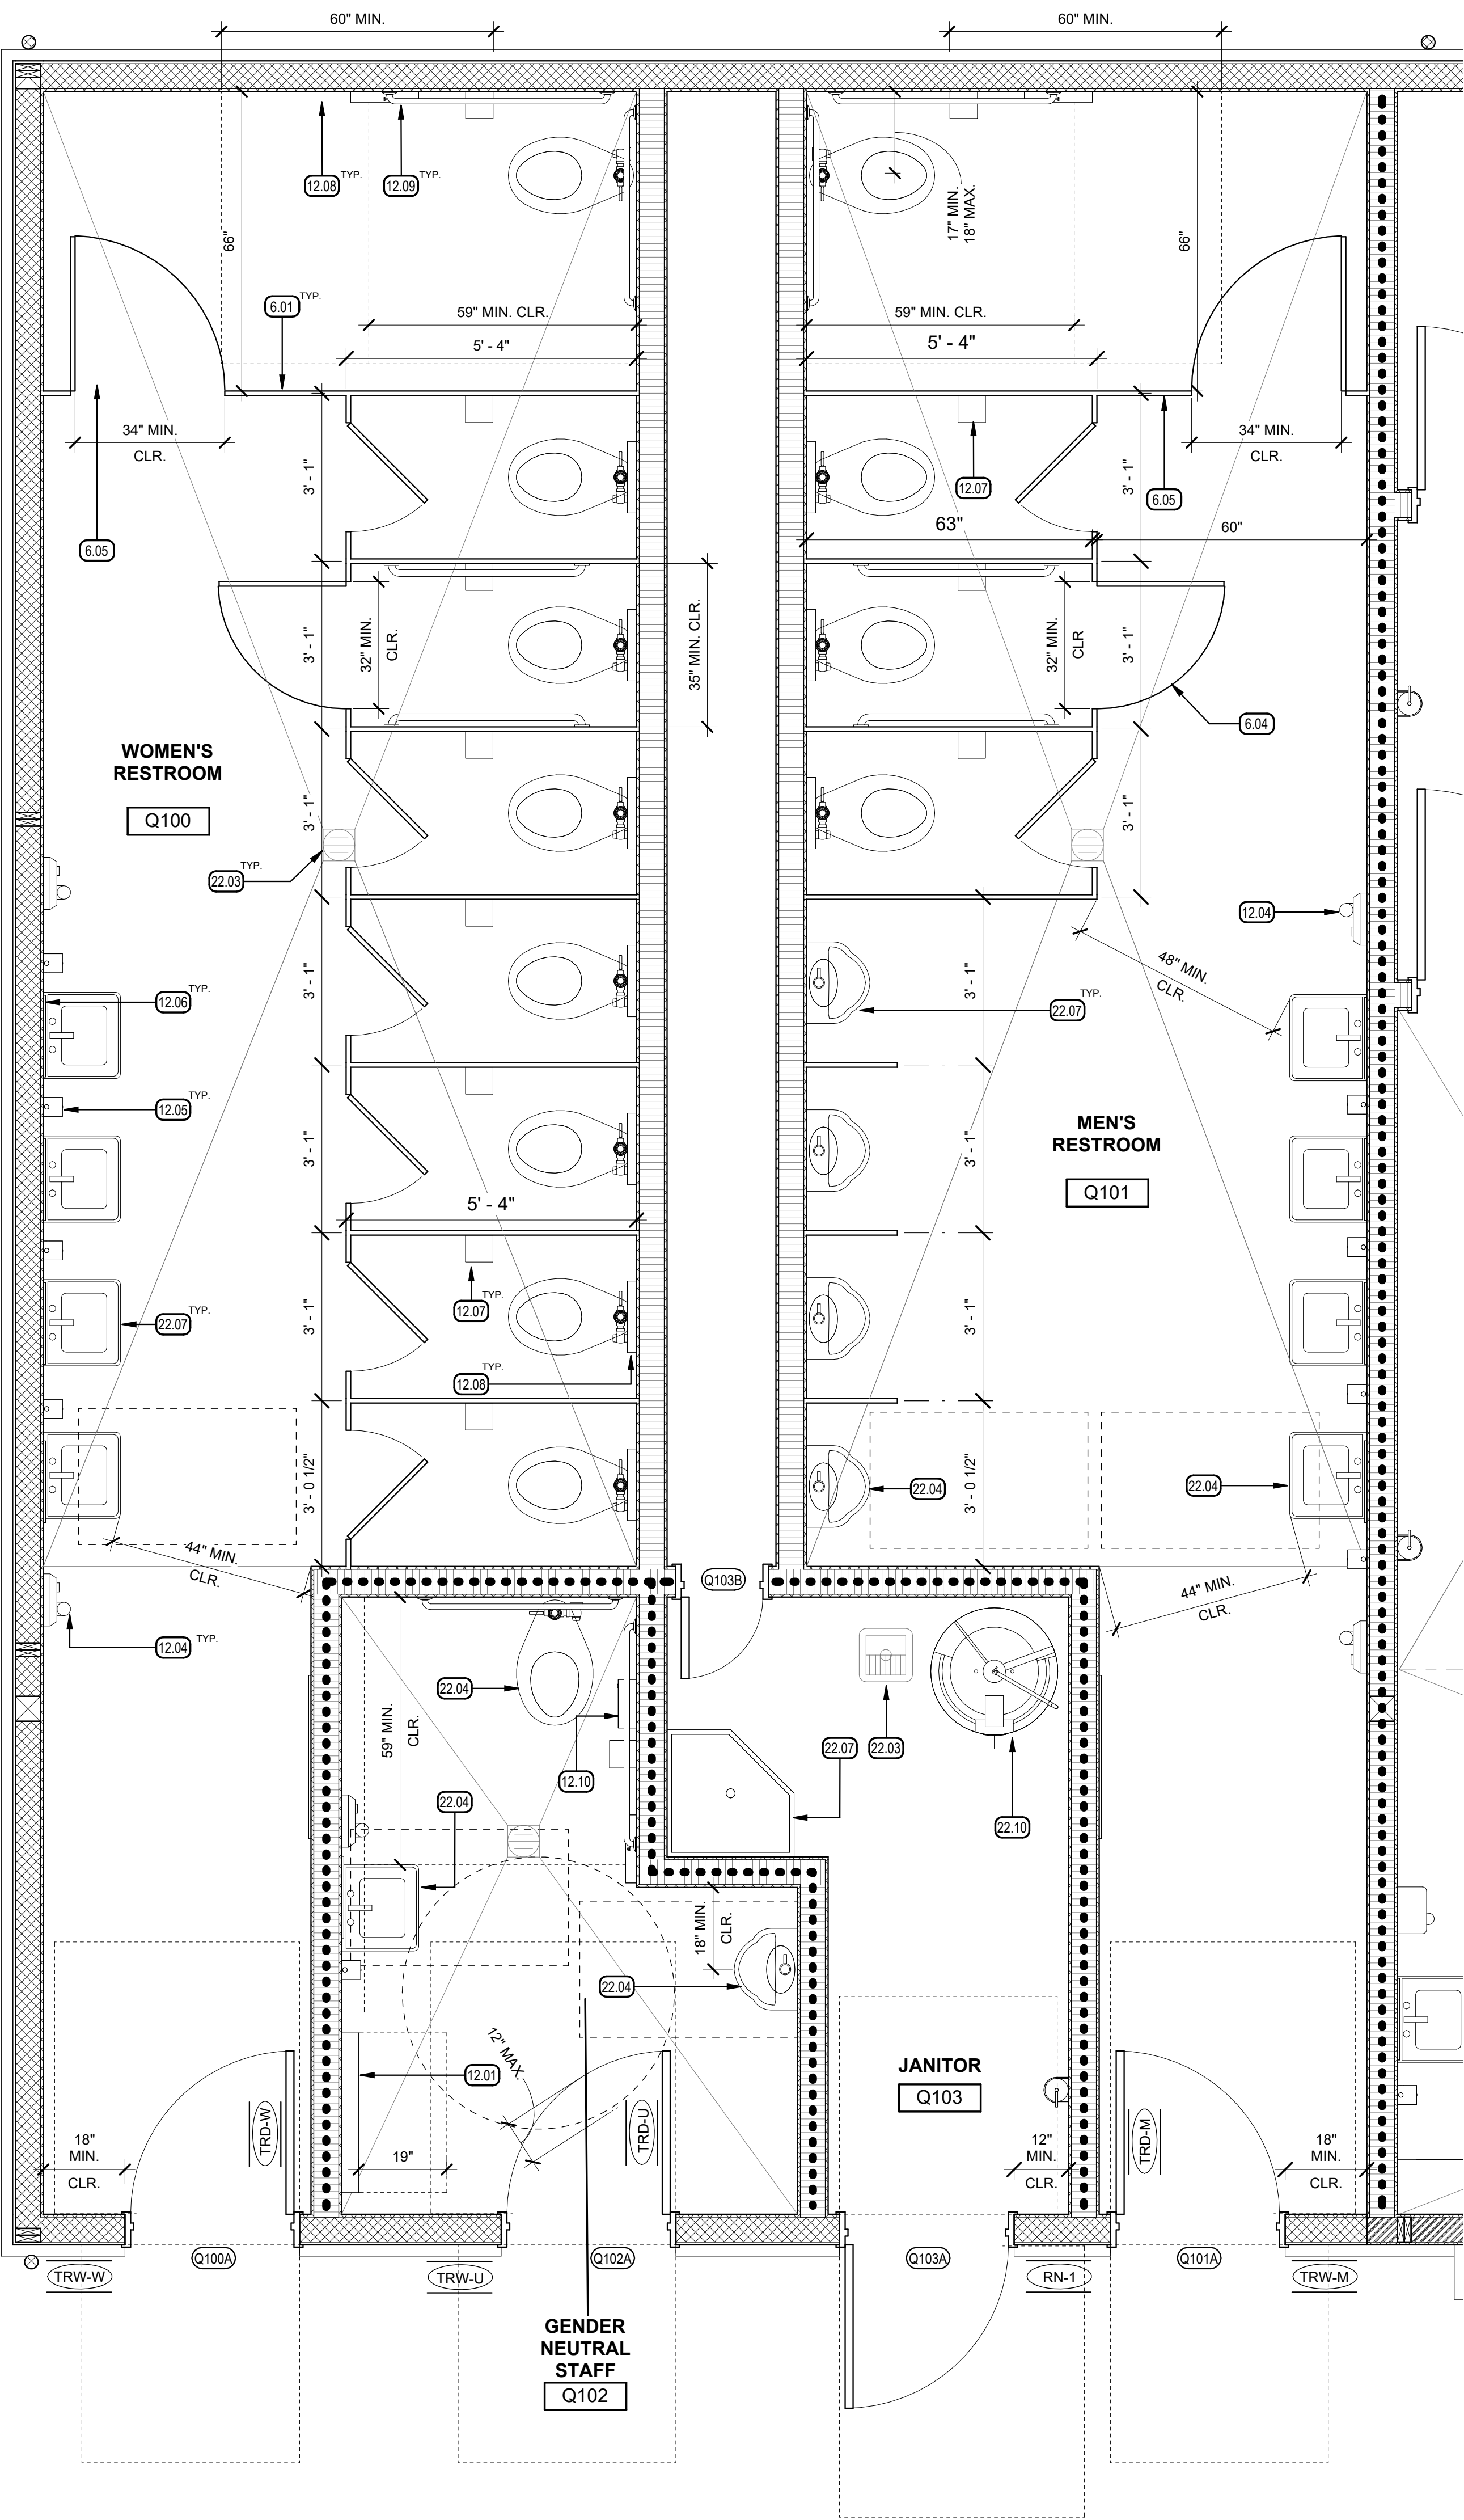 60" MIN.
60" MIN.
12.08
TYP.
12.09
TYP.
17" MIN.
18" MAX.
66"
66"
6.01
TYP.
59" MIN. CLR.
59" MIN. CLR.
5' - 4"
5' - 4"
34" MIN.
CLR.
34" MIN.
CLR.
3' - 1"
12.07
3' - 1"
6.05
6.05
63"
60"
3' - 1"
32" MIN.
CLR.
35" MIN. CLR.
32" MIN.
CLR
3' - 1"
6.04
WOMEN'S
RESTROOM
Q100
3' - 1"
3' - 1"
22.03
TYP.
12.04
48" MIN.
CLR.
12.06
TYP.
3' - 1"
3' - 1"
22.07
TYP.
12.05
TYP.
MEN'S
RESTROOM
Q101
3' - 1"
3' - 1"
5' - 4"
22.07
TYP.
3' - 1"
12.07
TYP.
3' - 1"
12.08
TYP.
3' - 0 1/2"
3' - 0 1/2"
22.04
22.04
44" MIN.
CLR.
Q103B
44" MIN.
CLR.
12.04
TYP.
22.04
59" MIN.
CLR.
12.10
22.07
22.03
22.04
22.10
18" MIN.
CLR.
22.04
12" MAX.
12.01
JANITOR
Q103
TRD-W
TRD-U
TRD-M
18"
MIN.
CLR.
19"
12"
MIN.
CLR.
18"
MIN.
CLR.
Q100A
Q102A
Q103A
Q101A
TRW-W
TRW-U
RN-1
TRW-M
GENDER
NEUTRAL
STAFF
Q102